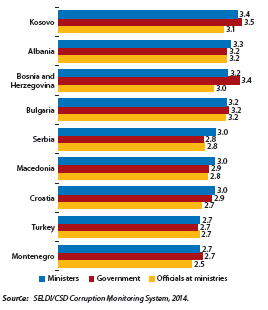 Kosovo 3.4
3.5
3.1
Albania 3.3
3.2
3.2
Bosnia and
Herzegovina 3.2
3.4
3.0
Bulgaria 3.2
3.2
3.2
Serbia 3.0
2.8
2.8
Macedonia 3.0
2.9
2.8
Croatia 3.0
2.9
2.7
Turkey 2.7
2.7
2.7
Montenegro 2.7
2.7
2.5
Ministers Government Officials at ministries
Source: SELDI/CSD Corruption Monitoring System, 2014.